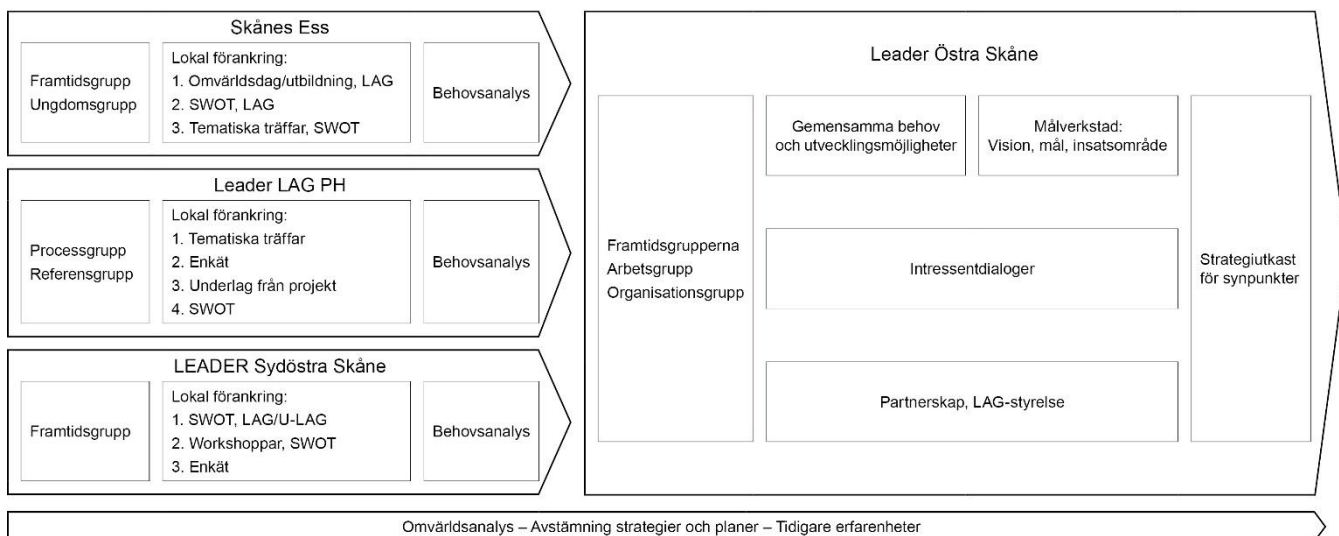 Skånes Ess
Framtidsgrupp
Ungdomsgrupp
Lokal förankring:
1. Omvärldsdag/utbildning, LAG
2. SWOT, LAG
3. Tematiska träffar, SWOT
Behovsanalys
Leader LAG PH
Processgrupp
Referensgrupp
Lokal förankring:
1. Tematiska träffar
2. Enkät
3. Underlag från projekt
4. SWOT
Behovsanalys
LEADER Sydöstra Skåne
Framtidsgrupp
Lokal förankring:
1. SWOT, LAG/U-LAG
2. Workshoppar, SWOT
3. Enkät
Behovsanalys
Leader Östra Skåne
Framtidsgrupperna
Arbetsgrupp
Organisationsgrupp
Gemensamma behov
och utvecklingsmöjligheter
Målverkstad:
Vision, mål, insatsområde
Intressentdialoger
Partnerskap, LAG-styrelse
Strategiutkast
för synpunkter
Omvärldsanalys – Avstämning strategier och planer – Tidigare erfarenheter